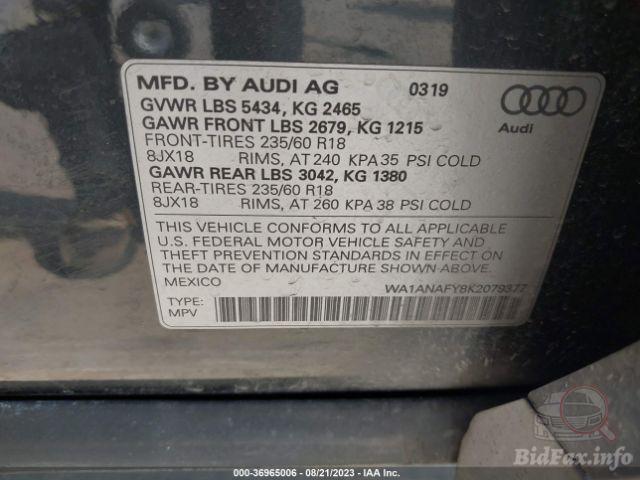 MFD. BY AUDI AG 0319
GVWR LBS 5434, KG 2465
GAWR FRONT LBS 2679, KG 1215
FRONT-TIRES 235/60 R18
8JX18 RIMS, AT 240 KPA 35 PSI COLD
GAWR REAR LBS 3042, KG 1380
REAR-TIRES 235/60 R18
8JX18 RIMS, AT 260 KPA 38 PSI COLD
Audi
THIS VEHICLE CONFORMS TO ALL APPLICABLE
U.S. FEDERAL MOTOR VEHICLE SAFETY AND
THEFT PREVENTION STANDARDS IN EFFECT ON
THE DATE OF MANUFACTURE SHOWN ABOVE.
MEXICO
WA1ANAFY8K2079377
TYPE:
MPV
BidFax.info
000-36965006 - 08/21/2023 - IAA Inc.